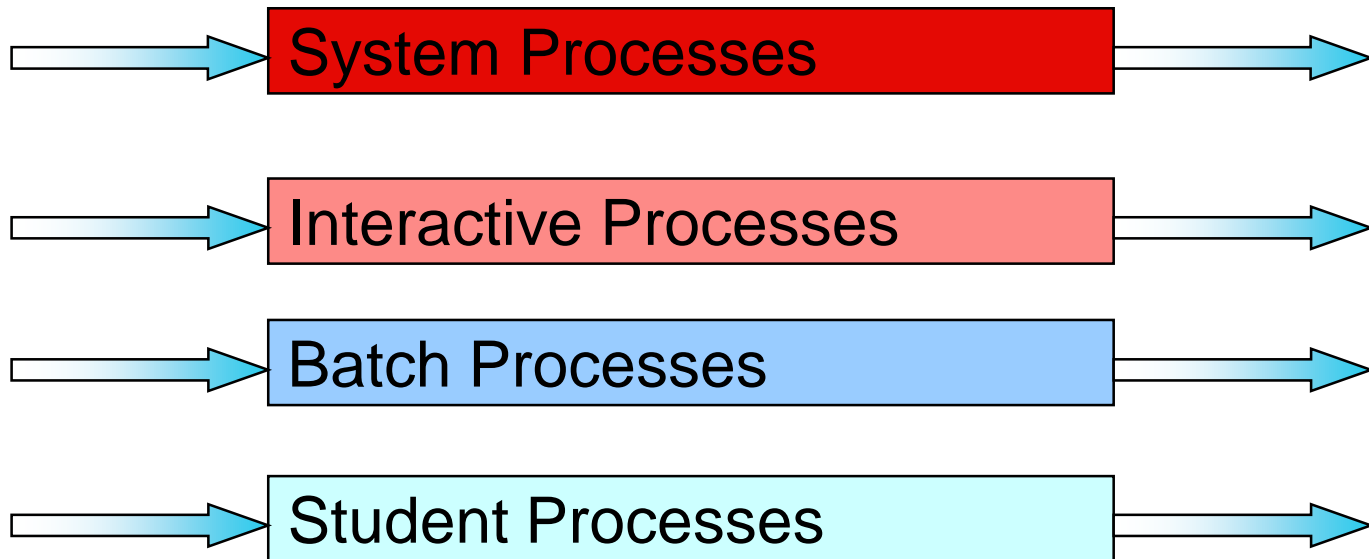 System Processes
Interactive Processes
Batch Processes
Student Processes